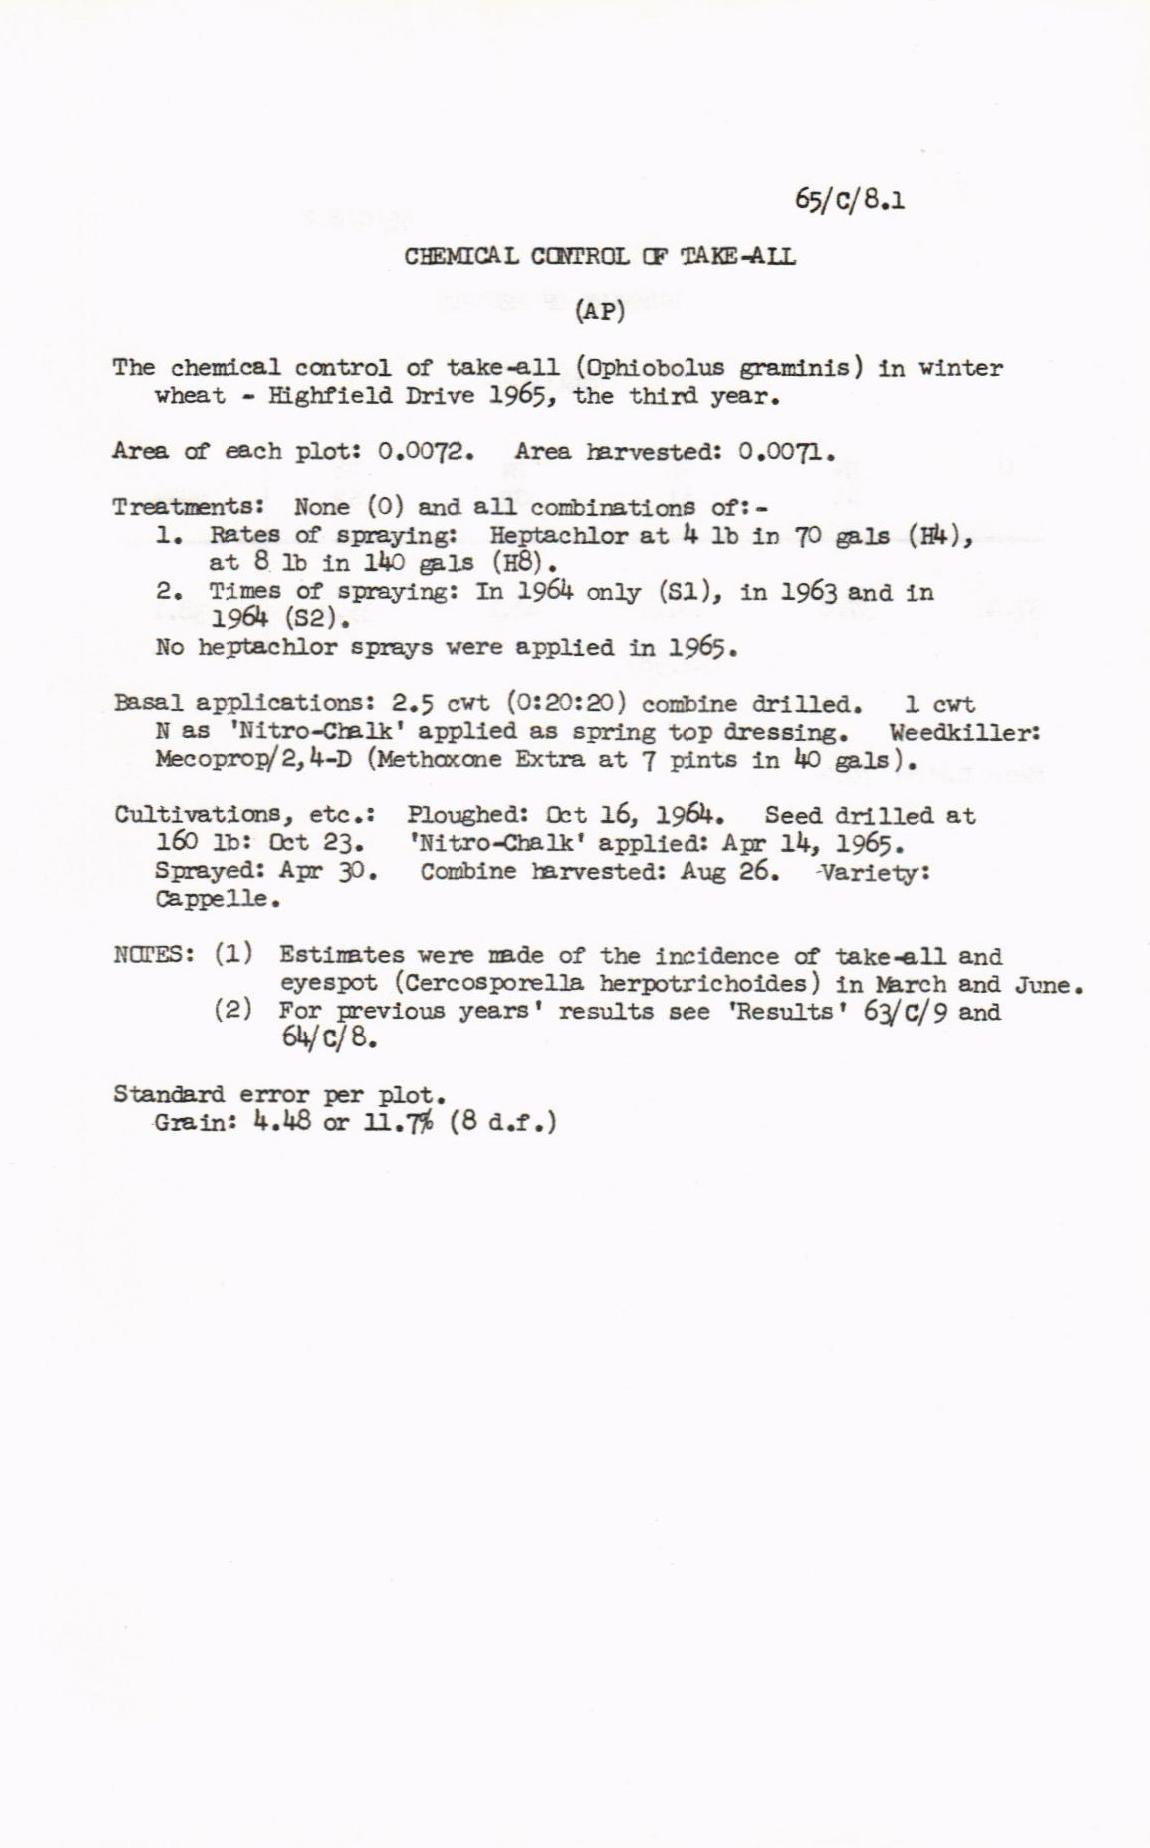 65/C/8.1
CHEMICAL CONTROL OF TAKE-ALL
(AP)
The chemical control of take-all (Ophiobolus graminis) in winter
wheat - Highfield Drive 1965, the third year.
Area of each plot: 0.0072. Area harvested: 0.0071.
Treatments: None (O) and all combinations of:-
1. Rates of spraying: Heptachlor at 4 lb in 70 gals (H4),
at 8 lb in 140 gals (H8).
2. Times of spraying: In 1964 only (S1), in 1963 and in
1964 (S2).
No heptachlor sprays were applied in 1965.
Basal applications: 2.5 cwt (0:20:20) combine drilled. 1 cwt
N as 'Nitro-Chalk' applied as spring top dressing. Weedkiller:
Mecoprop/2,4-D (Methoxone Extra at 7 pints in 40 gals).
Cultivations, etc.: Ploughed: Oct 16, 1964. Seed drilled at
160 lb: Oct 23. 'Nitro-Chalk' applied: Apr 14, 1965.
Sprayed: Apr 30. Combine harvested: Aug 26. Variety:
Cappelle.
NOTES: (1) Estimates were made of the incidence of take-all and
eyespot (Cercosporella herpotrichoides) in March and June.
(2) For previous years' results see 'Results' 63/C/9 and
64/C/8.
Standard error per plot.
Grain: 4.48 or 11.7% (8 d.f.)